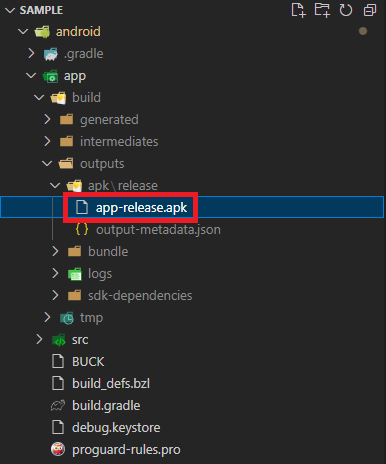 SAMPLE
android
.gradle
app
build
generated
intermediates
outputs
apk\release
app-release.apk
output-metadata.json
bundle
logs
sdk-dependencies
tmp
src
BUCK
build_defs.bzl
build.gradle
debug.keystore
proguard-rules.pro